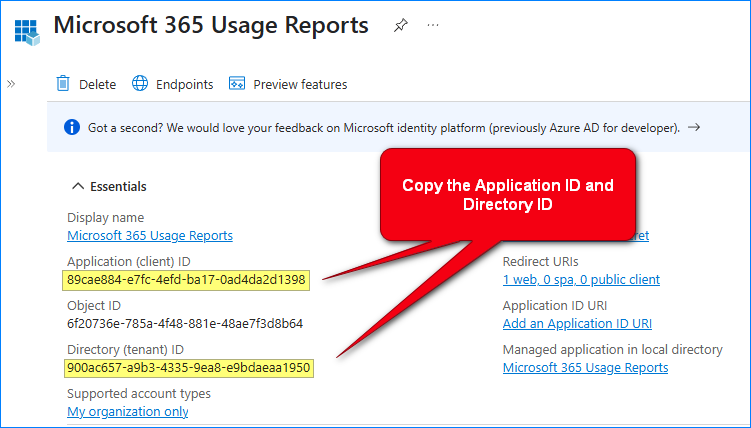 Microsoft 365 Usage Reports
Delete
Endpoints
Preview features
Got a second? We would love your feedback on Microsoft identity platform (previously Azure AD for developer).
Essentials
Copy the Application ID and
Directory ID
Display name
Microsoft 365 Usage Reports
Application (client) ID
Redirect URIs
89cae884-e7fc-4efd-ba17-0ad4da2d1398
1 web, 0 spa, 0 public client
Object ID
Application ID URI
6f20736e-785a-4f48-881e-48ae7f3d8b64
Add an Application ID URI
Directory (tenant) ID
Managed application in local directory
900ac657-a9b3-4335-9ea8-e9bdaeaa1950
Microsoft 365 Usage Reports
Supported account types
My organization only